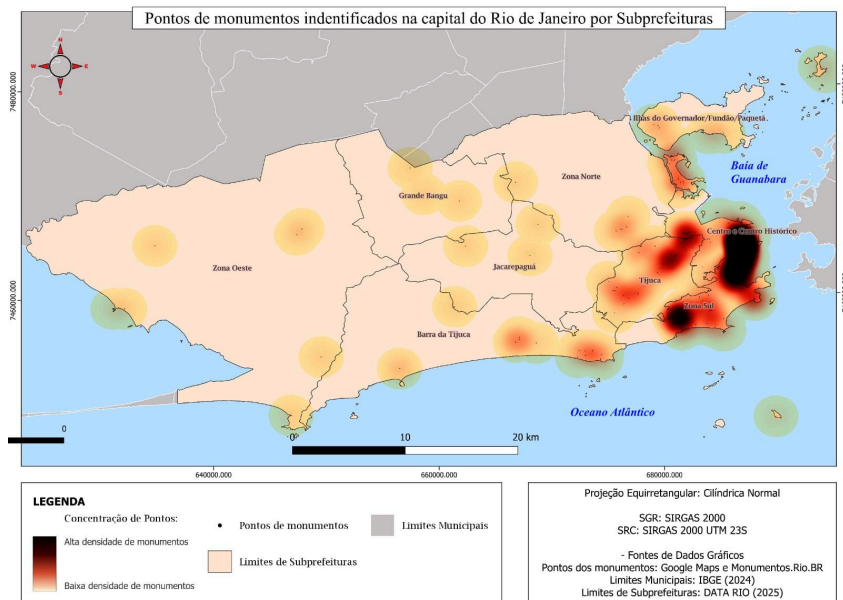 Pontos de monumentos indentificados na capital do Rio de Janeiro por Subprefeituras
N
W
E
S
7480000.000
7460000.000
Ilhas do Governador/Fundão/Paquetá
Baía de
Guanabara
Zona Norte
Grande Bangu
Centro e Centro Histórico
Zona Oeste
Jacarepaguá
Tijuca
Zona Sul
Barra da Tijuca
Oceano Atlântico
0
0
10
20 km
640000.000
660000.000
680000.000
LEGENDA
Concentração de Pontos:
Alta densidade de monumentos
Baixa densidade de monumentos
Pontos de monumentos
Limites de Subprefeituras
Limites Municipais
Projeção Equirretangular: Cilíndrica Normal
SGR: SIRGAS 2000
SRC: SIRGAS 2000 UTM 23S
- Fontes de Dados Gráficos
Pontos dos monumentos: Google Maps e Monumentos.Rio.BR
Limites Municipais: IBGE (2024)
Limites de Subprefeituras: DATA RIO (2025)